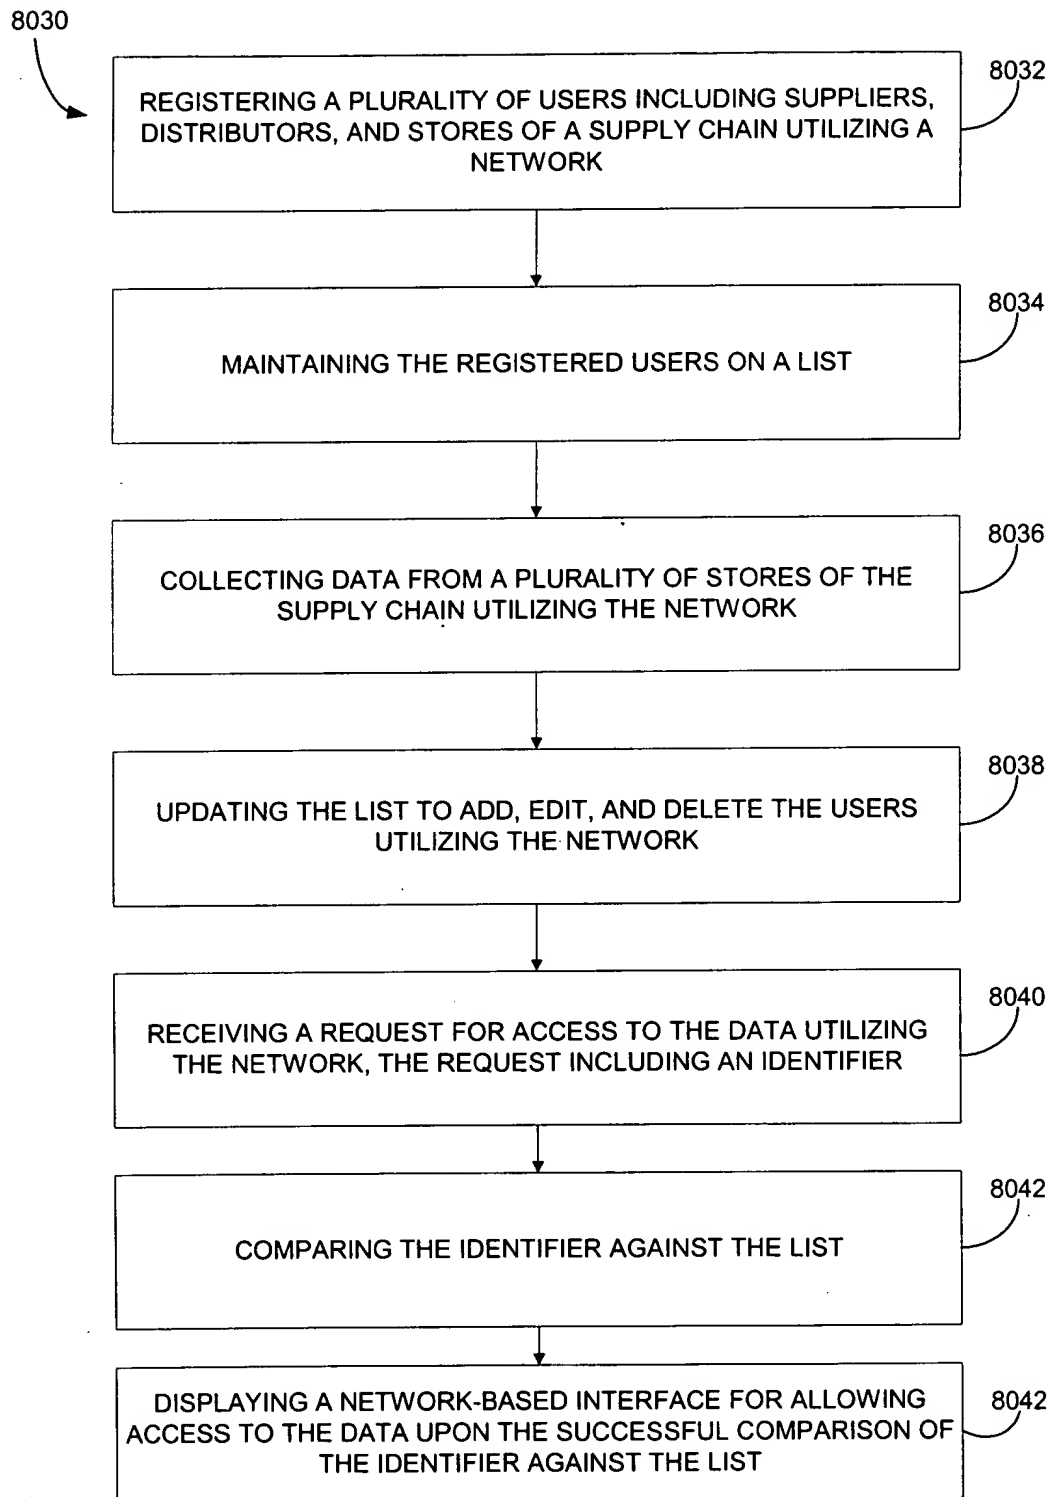 8030
8032
REGISTERING A PLURALITY OF USERS INCLUDING SUPPLIERS,
DISTRIBUTORS, AND STORES OF A SUPPLY CHAIN UTILIZING A
NETWORK
8034
MAINTAINING THE REGISTERED USERS ON A LIST
8036
COLLECTING DATA FROM A PLURALITY OF STORES OF THE
SUPPLY CHAIN UTILIZING THE NETWORK
8038
UPDATING THE LIST TO ADD, EDIT, AND DELETE THE USERS
UTILIZING THE NETWORK
8040
RECEIVING A REQUEST FOR ACCESS TO THE DATA UTILIZING
THE NETWORK, THE REQUEST INCLUDING AN IDENTIFIER
8042
COMPARING THE IDENTIFIER AGAINST THE LIST
8042
DISPLAYING A NETWORK-BASED INTERFACE FOR ALLOWING
ACCESS TO THE DATA UPON THE SUCCESSFUL COMPARISON OF
THE IDENTIFIER AGAINST THE LIST